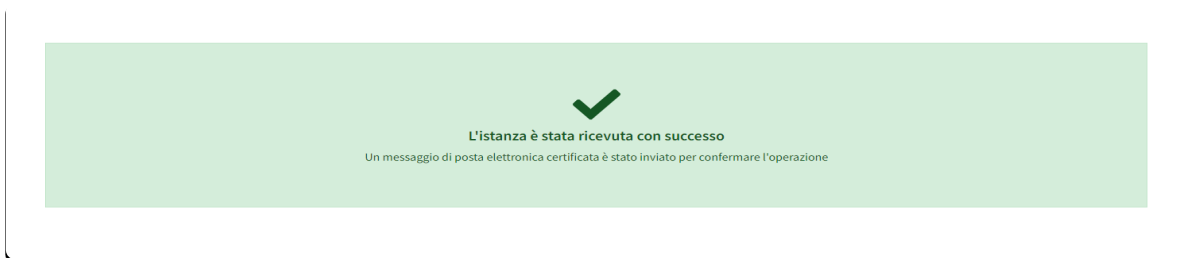 L'istanza è stata ricevuta con successo
Un messaggio di posta elettronica certificata è stato inviato per confermare l'operazione